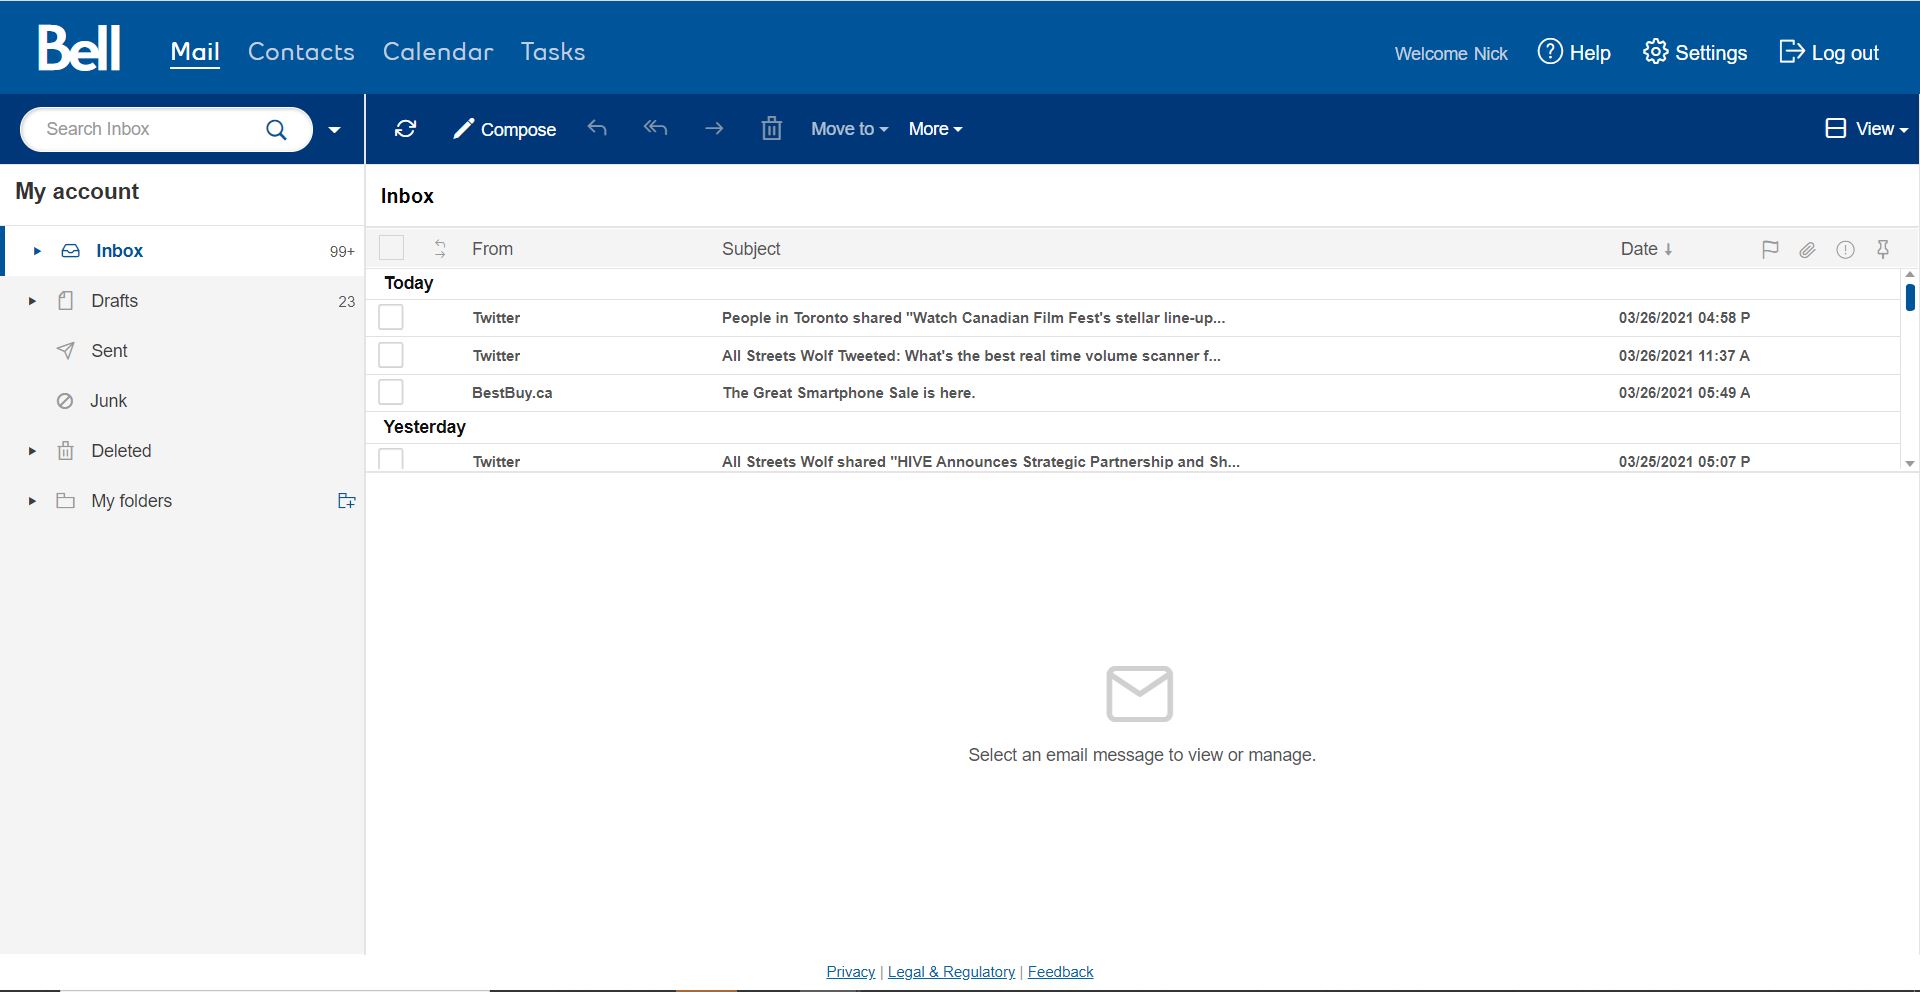 Bell
Mail Contacts Calendar Tasks
Welcome Nick Help Settings Log out
Search Inbox
Compose Move to More View
My account
Inbox 99+
Drafts 23
Sent
Junk
Deleted
My folders
Inbox
From Subject Date
Today
Twitter People in Toronto shared "Watch Canadian Film Fest's stellar line-up... 03/26/2021 04:58 P
Twitter All Streets Wolf Tweeted: What's the best real time volume scanner f... 03/26/2021 11:37 A
BestBuy.ca The Great Smartphone Sale is here. 03/26/2021 05:49 A
Yesterday
Twitter All Streets Wolf shared "HIVE Announces Strategic Partnership and Sh... 03/25/2021 05:07 P
Select an email message to view or manage.
Privacy | Legal & Regulatory | Feedback